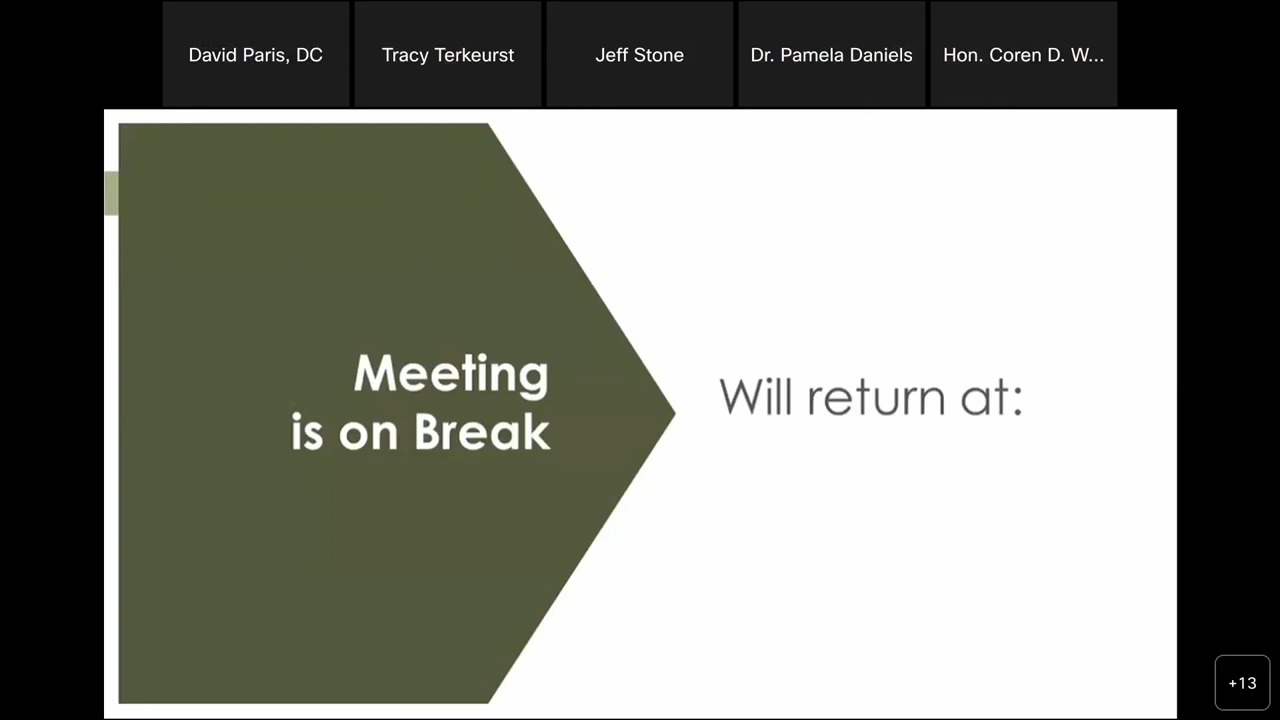 David Paris, DC
Tracy Terkeurst
Jeff Stone
Dr. Pamela Daniels
Hon. Coren D. W...
Meeting
is on Break
Will return at:
+13